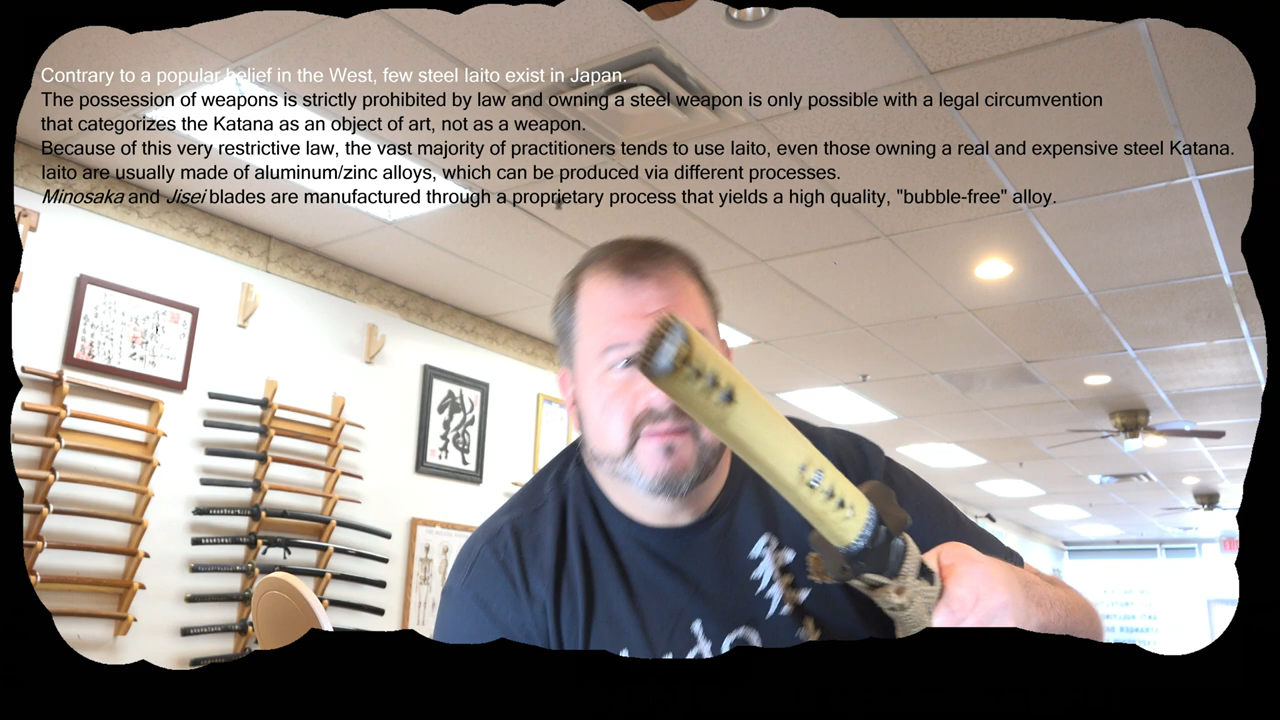 Contrary to a popular belief in the West, few steel Iaito exist in Japan.
The possession of weapons is strictly prohibited by law and owning a steel weapon is only possible with a legal circumvention
that categorizes the Katana as an object of art, not as a weapon.
Because of this very restrictive law, the vast majority of practitioners tends to use Iaito, even those owning a real and expensive steel Katana.
Iaito are usually made of aluminum/zinc alloys, which can be produced via different processes.
Minosaka and Jisei blades are manufactured through a proprietary process that yields a high quality, "bubble-free" alloy.